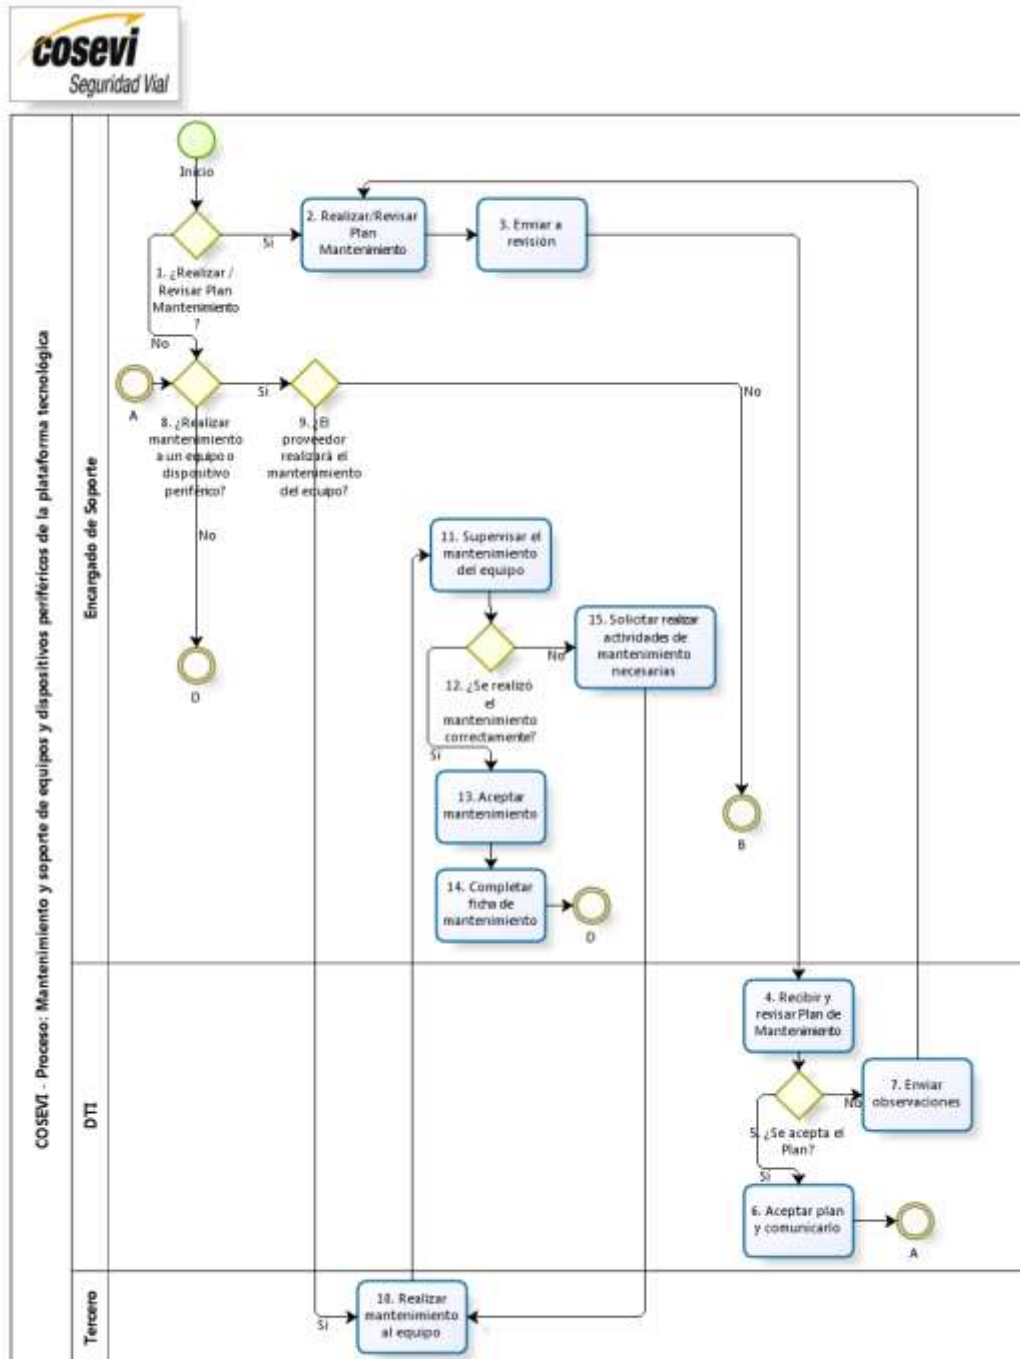 cosevi
Seguridad Vial
COSEVI - Proceso: Mantenimiento y soporte de equipos y dispositivos periféricos de la plataforma tecnológica
Encargado de Soporte
Inicio
1. ¿Realizar /
Revisar Plan
Mantenimiento
?
Sí
No
2. Realizar/Revisar
Plan
Mantenimiento
3. Enviar a
revisión
A
8. ¿Realizar
mantenimiento
a un equipo o
dispositivo
periférico?
Sí
No
9. ¿El
proveedor
realizará el
mantenimiento
del equipo?
No
D
11. Supervisar el
mantenimiento
del equipo
12. ¿Se realizó
el
mantenimiento
correctamente?
No
Sí
15. Solicitar realizar
actividades de
mantenimiento
necesarias
13. Aceptar
mantenimiento
14. Completar
ficha de
mantenimiento
D
B
DTI
4. Recibir y
revisar Plan de
Mantenimiento
5. ¿Se acepta el
Plan?
NO
Sí
7. Enviar
observaciones
6. Aceptar plan
y comunicarlo
A
Tercero
Sí
10. Realizar
mantenimiento
al equipo